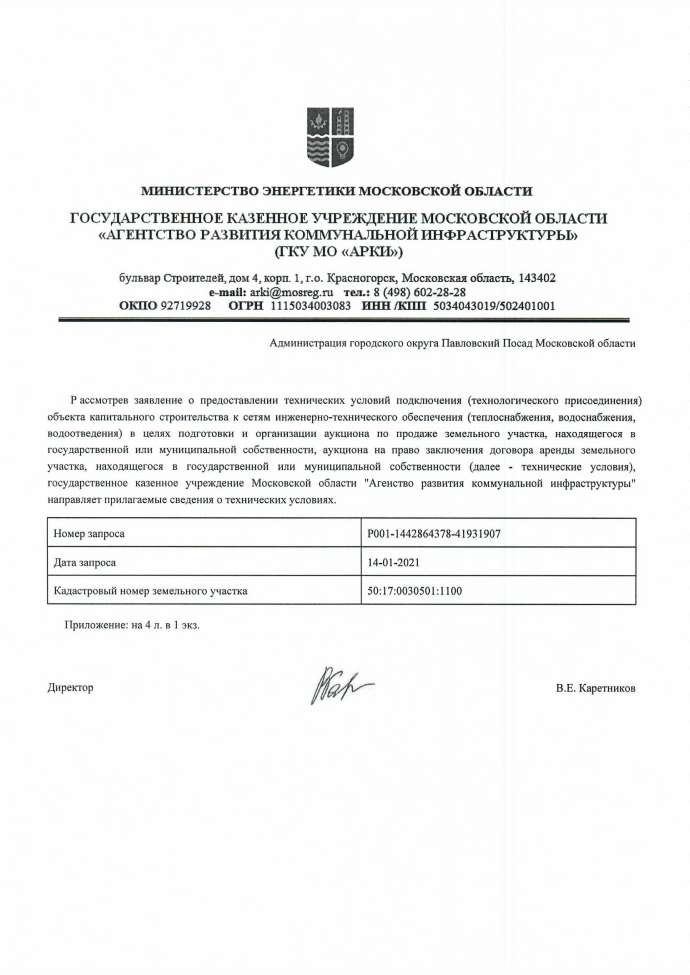 МИНИСТЕРСТВО ЭНЕРГЕТИКИ МОСКОВСКОЙ ОБЛАСТИ
ГОСУДАРСТВЕННОЕ КАЗЕННОЕ УЧРЕЖДЕНИЕ МОСКОВСКОЙ ОБЛАСТИ
«АГЕНТСТВО РАЗВИТИЯ КОММУНАЛЬНОЙ ИНФРАСТРУКТУРЫ»
(ГКУ МО «АРКИ»)
бульвар Строителей, дом 4, корп. 1, г.о. Красногорск, Московская область, 143402
e-mail: arki@mosreg.ru тел.: 8 (498) 602-28-28
ОКПО 92719928 ОГРН 1115034003083 ИНН /КПП 5034043019/502401001
Администрация городского округа Павловский Посад Московской области
Р ассмотрев заявление о предоставлении технических условий подключения (технологического присоединения)
объекта капитального строительства к сетям инженерно-технического обеспечения (теплоснабжения, водоснабжения,
водоотведения) в целях подготовки и организации аукциона по продаже земельного участка, находящегося в
государственной или муниципальной собственности, аукциона на право заключения договора аренды земельного
участка, находящегося в государственной или муниципальной собственности (далее - технические условия),
государственное казенное учреждение Московской области "Агенство развития коммунальной инфраструктуры"
направляет прилагаемые сведения о технических условиях.
Номер запроса P001-1442864378-41931907
Дата запроса 14-01-2021
Кадастровый номер земельного участка 50:17:0030501:1100
Приложение: на 4 л. в 1 экз.
Директор В.Е. Каретников